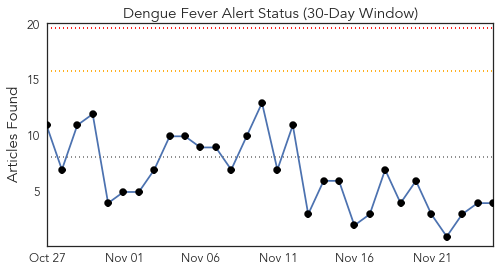 Dengue Fever Alert Status (30-Day Window)
Articles Found
20
15
10
5
Oct 27 Nov 01 Nov 06 Nov 11 Nov 16 Nov 21